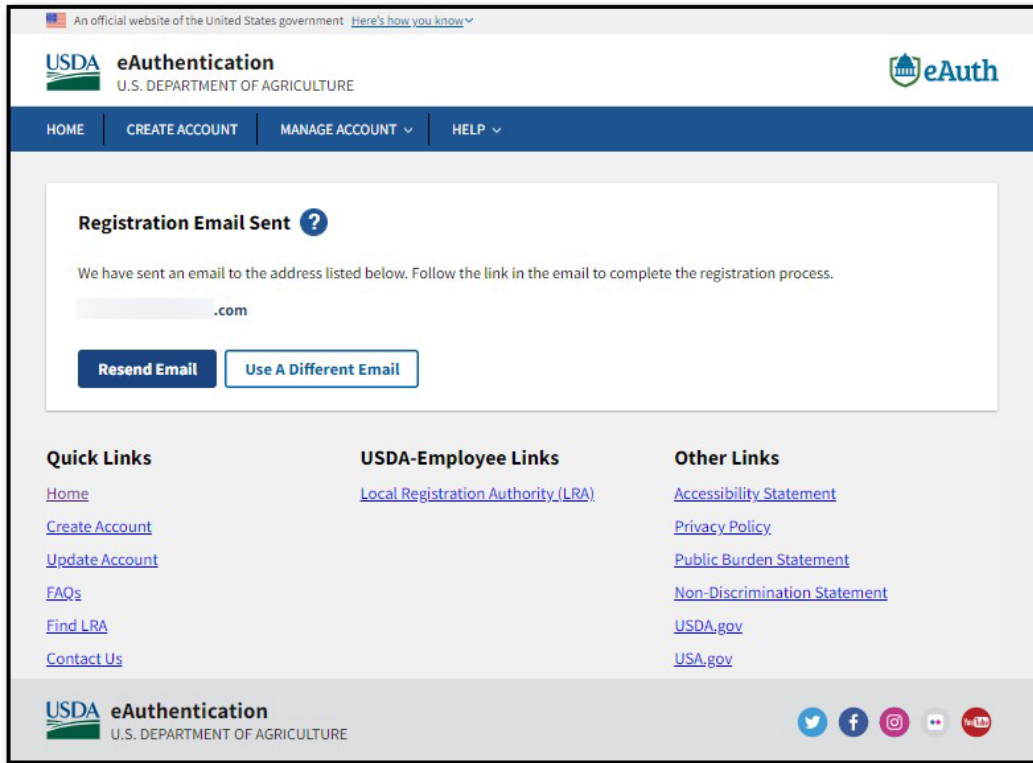 An official website of the United States government Here's how you know
USDA eAuthentication
U.S. DEPARTMENT OF AGRICULTURE
eAuth
HOME CREATE ACCOUNT MANAGE ACCOUNT HELP
Registration Email Sent ?
We have sent an email to the address listed below. Follow the link in the email to complete the registration process.
.com
Resend Email Use A Different Email
Quick Links
Home
Create Account
Update Account
FAQs
Find LRA
Contact Us
USDA-Employee Links
Local Registration Authority (LRA)
Other Links
Accessibility Statement
Privacy Policy
Public Burden Statement
Non-Discrimination Statement
USDA.gov
USA.gov
USDA eAuthentication
U.S. DEPARTMENT OF AGRICULTURE
YouTube